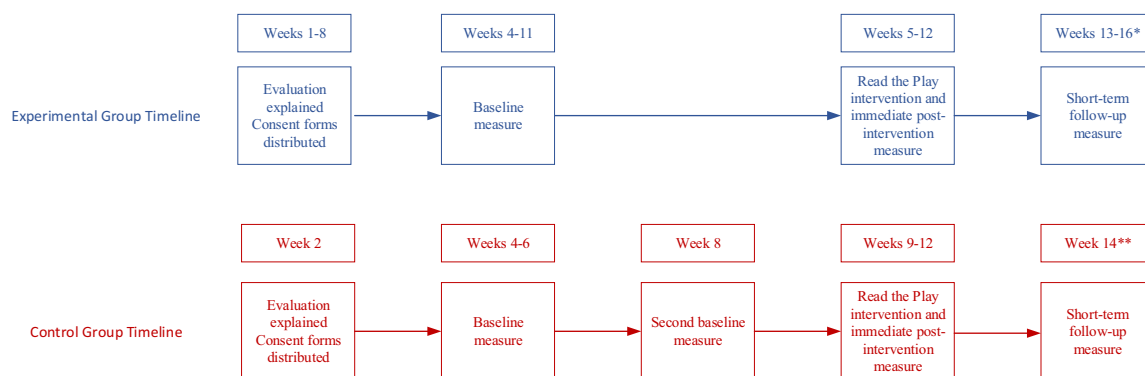 Weeks 1-8
Weeks 4-11
Weeks 5-12
Weeks 13-16*
Experimental Group Timeline
Evaluation
explained
Consent forms
distributed
Baseline
measure
Read the Play
intervention and
immediate post-
intervention
measure
Short-term
follow-up
measure
Week 2
Weeks 4-6
Week 8
Weeks 9-12
Week 14**
Control Group Timeline
Evaluation
explained
Consent forms
distributed
Baseline
measure
Second baseline
measure
Read the Play
intervention and
immediate post-
intervention
measure
Short-term
follow-up
measure